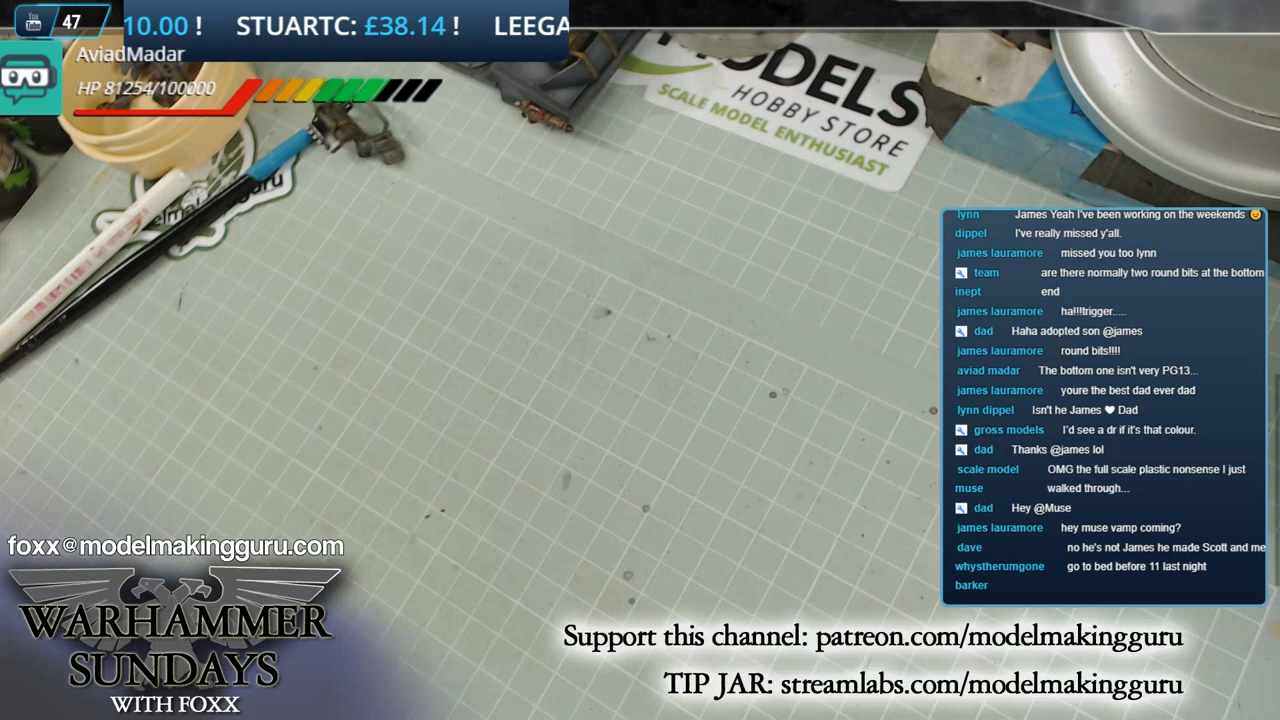 You
Tube
47
10.00 ! STUARTC: £38.14 ! LEEGA
AviadMadar
HP 81254/100000
MODELS
HOBBY STORE
SCALE MODEL ENTHUSIAST
lynn James Yeah I've been working on the weekends
dippel I've really missed y'all.
james lauramore missed you too lynn
team are there normally two round bits at the bottom
inept end
james lauramore ha!!!trigger.....
dad Haha adopted son @james
james lauramore round bits!!!!
aviad madar The bottom one isn't very PG13...
james lauramore youre the best dad ever dad
lynn dippel Isn't he James ❤ Dad
gross models I'd see a dr if it's that colour.
dad Thanks @james lol
scale model OMG the full scale plastic nonsense I just
muse walked through...
dad Hey @Muse
james lauramore hey muse vamp coming?
dave no he's not James he made Scott and me
whystherumgone go to bed before 11 last night
barker
foxx@modelmakingguru.com
WARHAMMER
SUNDAYS
WITH FOXX
Support this channel: patreon.com/modelmakingguru
TIP JAR: streamlabs.com/modelmakingguru